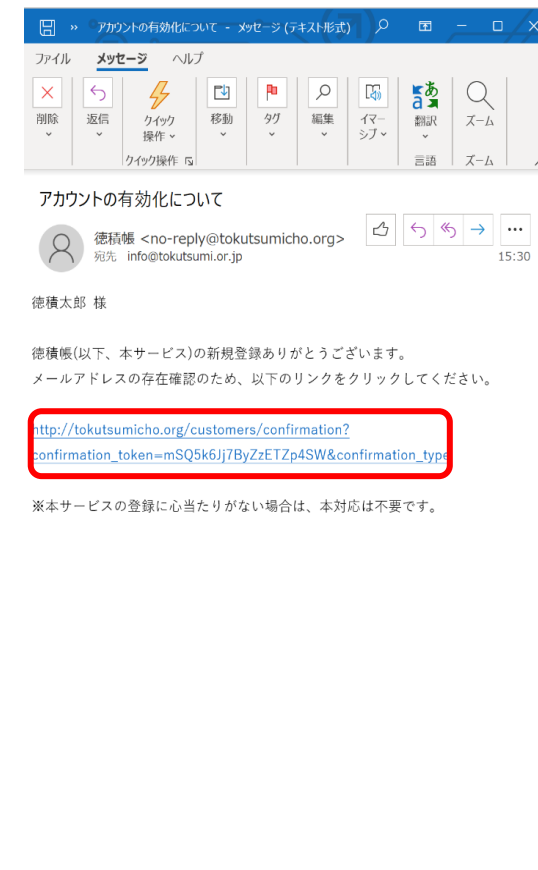 » アカウントの有効化について - メッセージ (テキスト形式)
ファイル メッセージ ヘルプ
削除 返信 クイック操作 移動 タグ 編集 イマーシブ 翻訳 ズーム
クイック操作 言語 ズーム
アカウントの有効化について
徳積帳 <no-reply@tokutsumicho.org>
宛先 info@tokutsumi.or.jp 15:30
徳積太郎 様
徳積帳(以下、本サービス)の新規登録ありがとうございます。
メールアドレスの存在確認のため、以下のリンクをクリックしてください。
http://tokutsumicho.org/customers/confirmation?
confirmation_token=mSQ5k6Jj7ByZzETZp4SW&confirmation_type
※本サービスの登録に心当たりがない場合は、本対応は不要です。